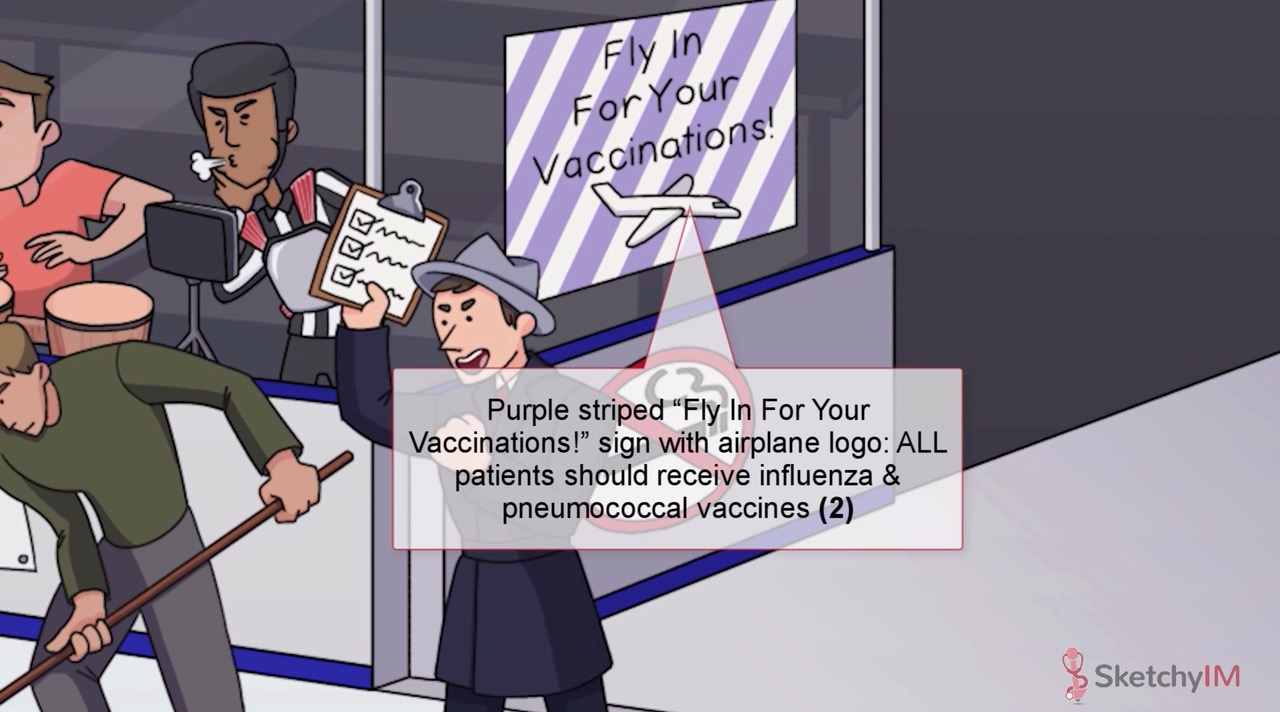 Fly In
For Your
Vaccinations!
Purple striped “Fly In For Your
Vaccinations!” sign with airplane logo: ALL
patients should receive influenza &
pneumococcal vaccines (2)
SketchyIM